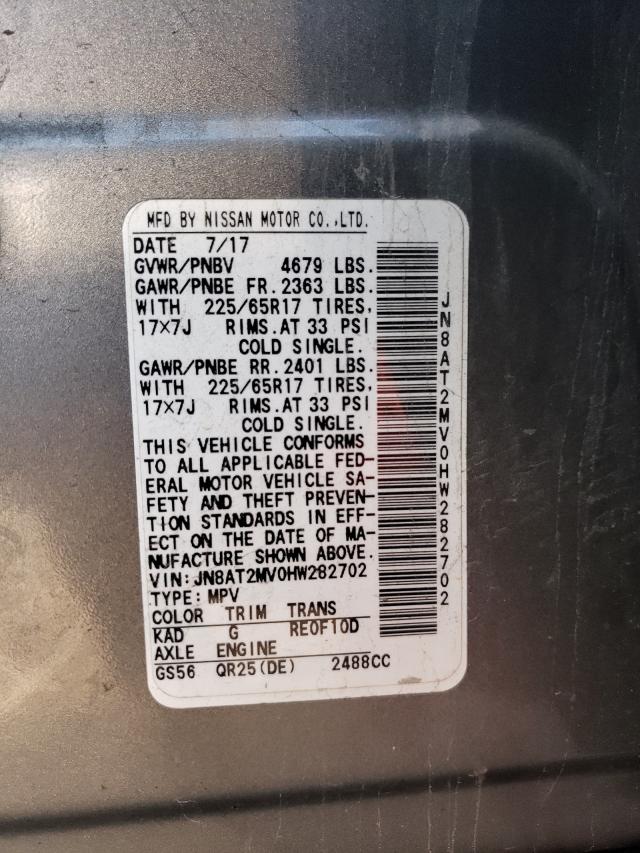 MFD BY NISSAN MOTOR CO.,LTD.
DATE 7/17
GVWR/PNBV 4679 LBS.
GAWR/PNBE FR. 2363 LBS.
WITH 225/65R17 TIRES,
17×7J RIMS. AT 33 PSI
COLD SINGLE.
GAWR/PNBE RR. 2401 LBS.
WITH 225/65R17 TIRES,
17×7J RIMS. AT 33 PSI
COLD SINGLE.
THIS VEHICLE CONFORMS
TO ALL APPLICABLE FED-
ERAL MOTOR VEHICLE SA-
FETY AND THEFT PREVEN-
TION STANDARDS IN EFF-
ECT ON THE DATE OF MA-
NUFACTURE SHOWN ABOVE.
VIN: JN8AT2MV0HW282702
TYPE: MPV
COLOR TRIM TRANS
KAD G RE0F10D
AXLE ENGINE
GS56 QR25(DE) 2488CC
JN8AT2MV0HW282702